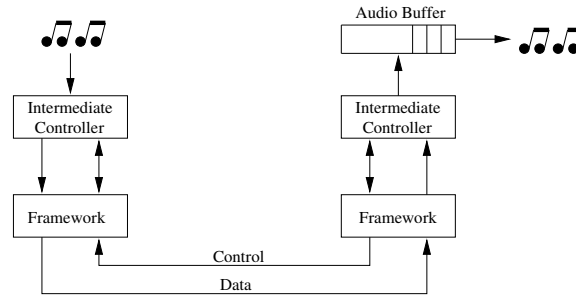 Audio Buffer
Intermediate
Controller
Intermediate
Controller
Framework
Framework
Control
Data